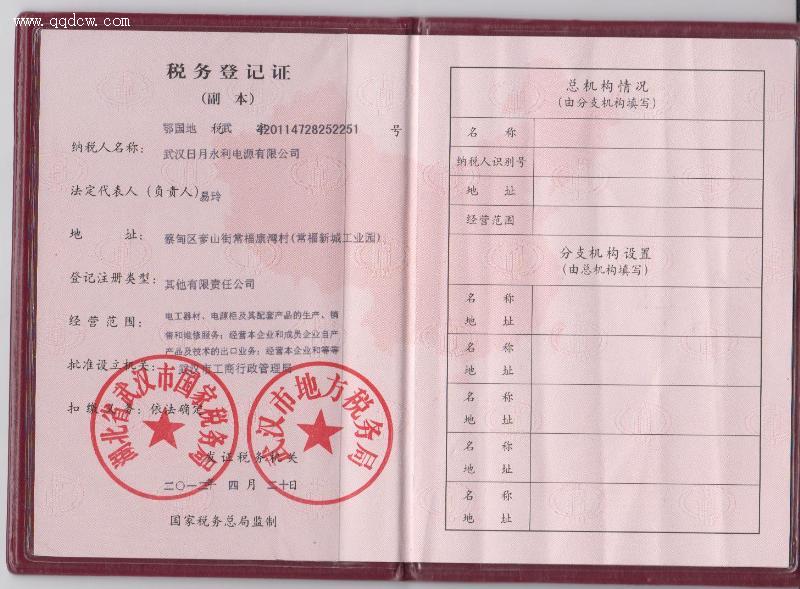 www.qqdcw.com
税务登记证
(副 本)
鄂国地 税武 字420114728252251 号
纳税人名称: 武汉日月永利电源有限公司
法定代表人(负责人) 易玲
地 址: 蔡甸区奓山街常福康湾村(常福新城工业园)
登记注册类型: 其他有限责任公司
经营范围: 电工器材、电源柜及其配套产品的生产、销
售和维修服务;经营本企业和成员企业自产
产品及技术的出口业务;经营本企业和等等
批准设立机关: 武汉市工商行政管理局
扣缴义务:依法确定
湖北省武汉市国家税务局
武汉市地方税务局
发证税务机关
二〇一三年 四 月 二十日
国家税务总局监制
总机构情况
(由分支机构填写)
名 称
纳税人识别号
地 址
经营范围
分支机构设置
(由总机构填写)
名 称
地 址
名 称
地 址
名 称
地 址
名 称
地 址
名 称
地 址